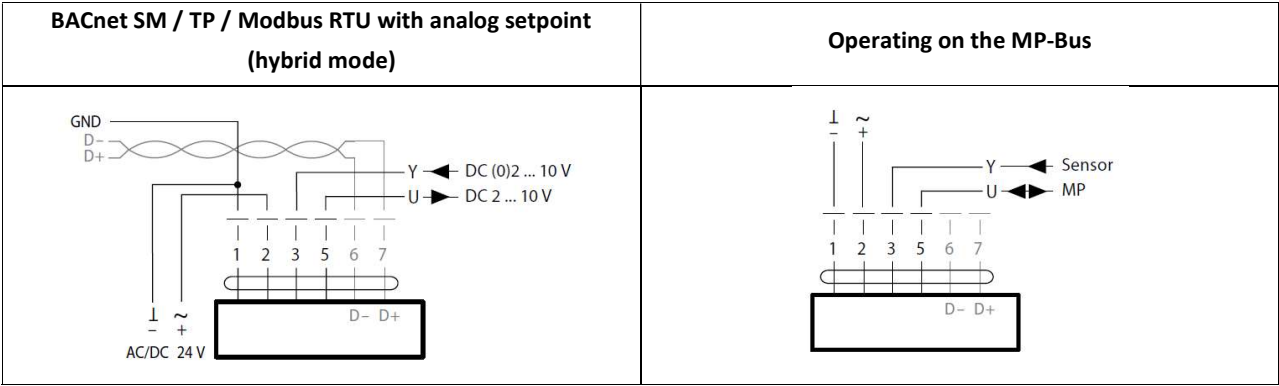 BACnet SM / TP / Modbus RTU with analog setpoint
(hybrid mode)
GND
D–
D+
Y DC (0)2 ... 10 V
U DC 2 ... 10 V
1 2 3 5 6 7
⊥ ~
– +
AC/DC 24 V
D– D+
Operating on the MP-Bus
⊥ ~
– +
Y Sensor
U MP
1 2 3 5 6 7
D– D+